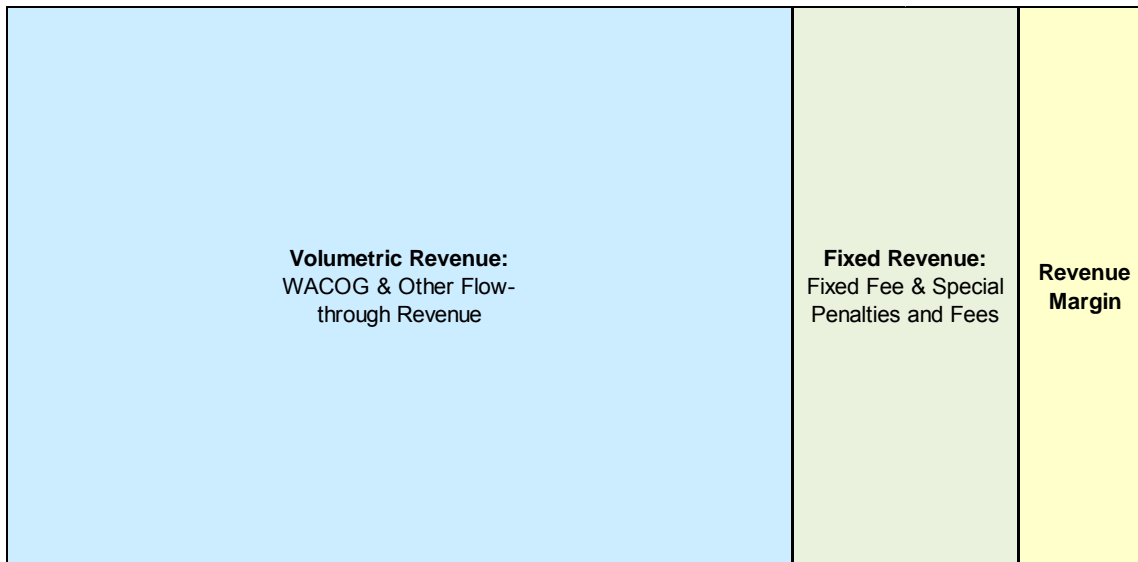 Volumetric Revenue:
WACOG & Other Flow-
through Revenue
Fixed Revenue:
Fixed Fee & Special
Penalties and Fees
Revenue
Margin